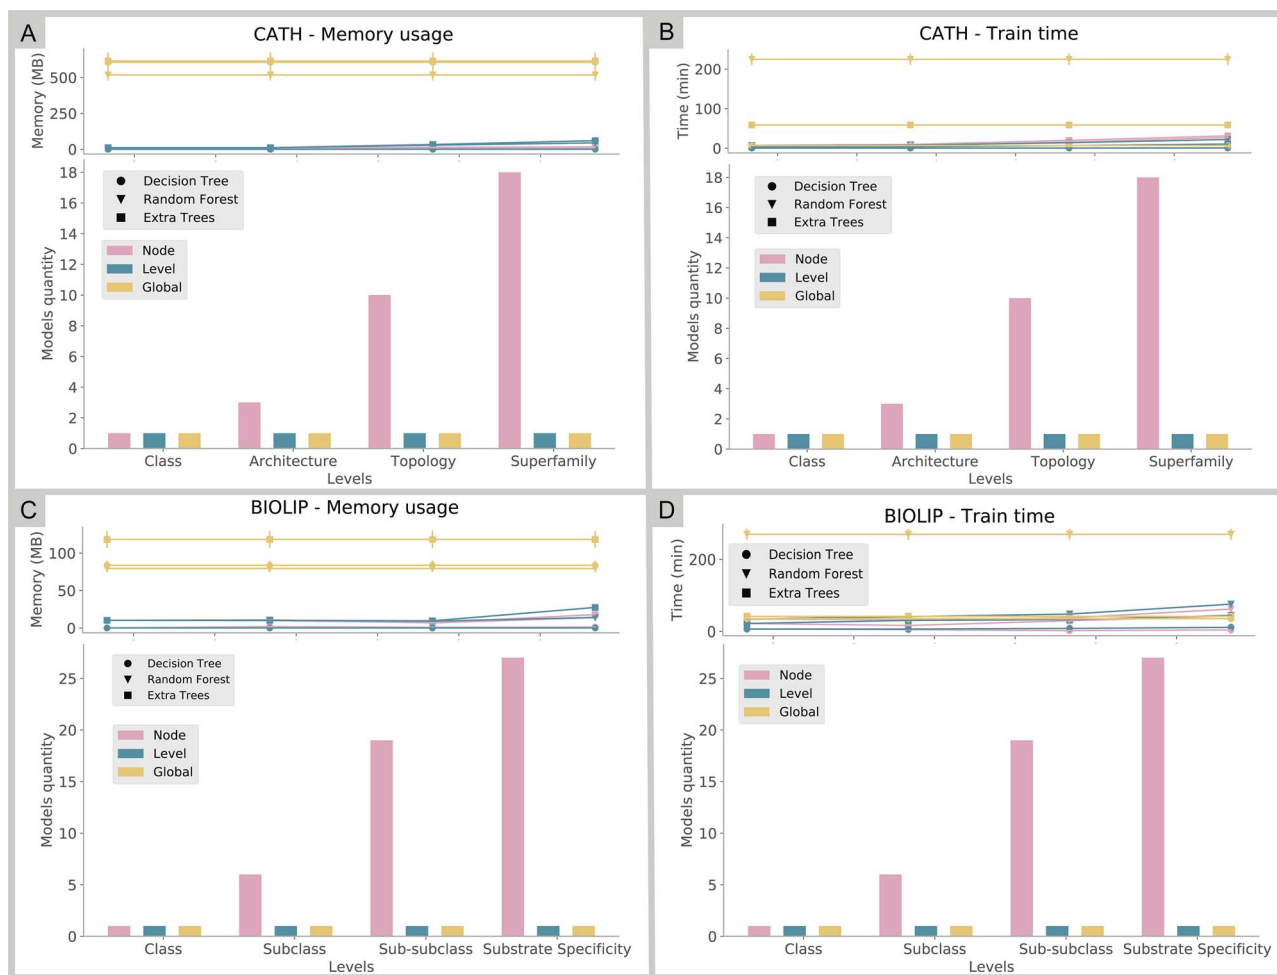 A
CATH - Memory usage
Memory (MB)
500
250
0
Models quantity
18
16
14
12
10
8
6
4
2
0
Decision Tree
Random Forest
Extra Trees
Node
Level
Global
Class Architecture Topology Superfamily
Levels
B
CATH - Train time
Time (min)
200
100
0
Models quantity
18
16
14
12
10
8
6
4
2
0
Decision Tree
Random Forest
Extra Trees
Node
Level
Global
Class Architecture Topology Superfamily
Levels
C
BIOLIP - Memory usage
Memory (MB)
100
50
0
Models quantity
25
20
15
10
5
0
Decision Tree
Random Forest
Extra Trees
Node
Level
Global
Class Subclass Sub-subclass Substrate Specificity
Levels
D
BIOLIP - Train time
Time (min)
200
0
Decision Tree
Random Forest
Extra Trees
Models quantity
25
20
15
10
5
0
Node
Level
Global
Class Subclass Sub-subclass Substrate Specificity
Levels